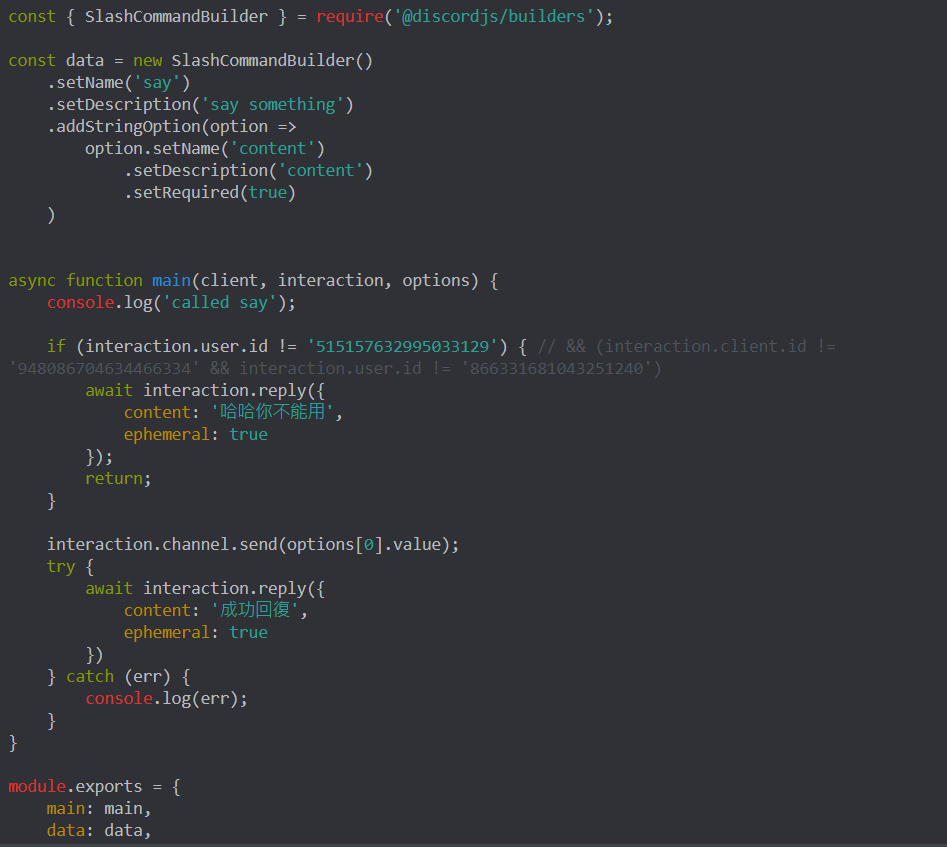 const { SlashCommandBuilder } = require('@discordjs/builders');
const data = new SlashCommandBuilder()
    .setName('say')
    .setDescription('say something')
    .addStringOption(option =>
        option.setName('content')
            .setDescription('content')
            .setRequired(true)
    )
async function main(client, interaction, options) {
    console.log('called say');
    if (interaction.user.id != '515157632995033129') { // && (interaction.client.id !=
'948086704634466334' && interaction.user.id != '866331681043251240')
        await interaction.reply({
            content: '哈哈你不能用',
            ephemeral: true
        });
        return;
    }
    interaction.channel.send(options[0].value);
    try {
        await interaction.reply({
            content: '成功回復',
            ephemeral: true
        })
    } catch (err) {
        console.log(err);
    }
}
module.exports = {
    main: main,
    data: data,